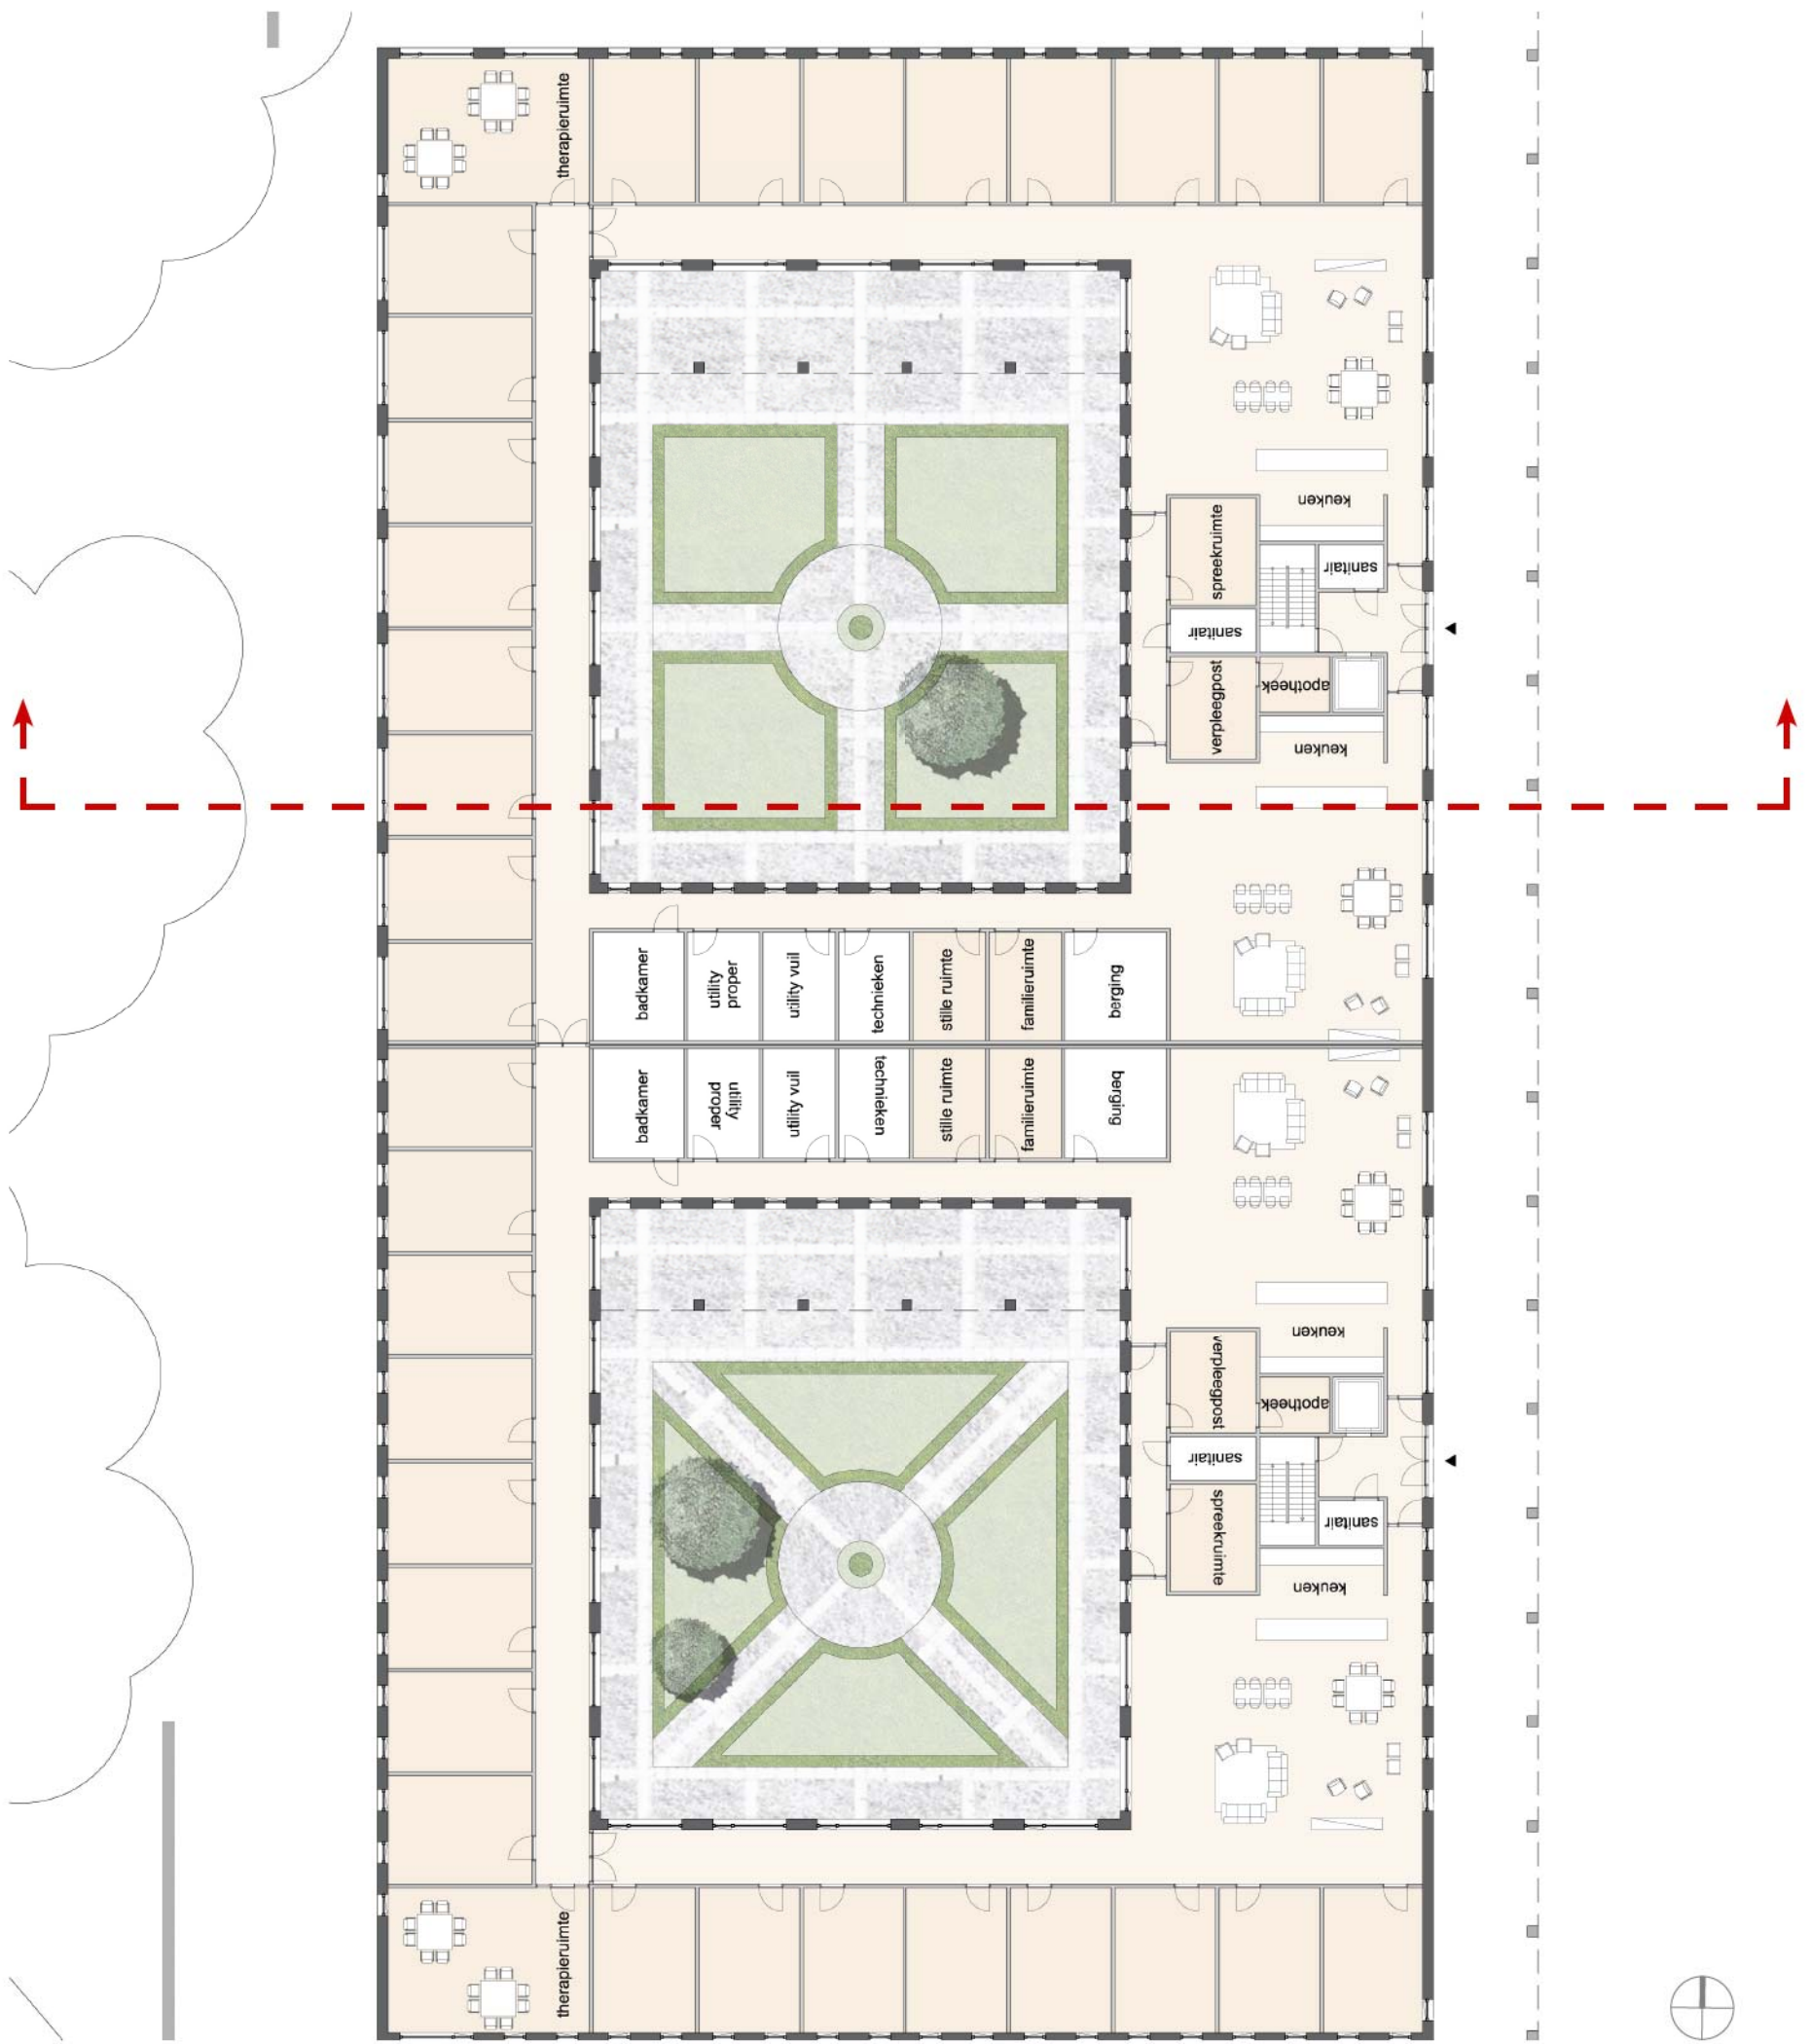 therapieruimte
keuken
spreekruimte
sanitair
sanitair
verpleegpost
apotheek
keuken
badkamer
utility
proper
utility vuil
technieken
stille ruimte
familieruimte
berging
badkamer
utility
proper
utility vuil
technieken
stille ruimte
familieruimte
berging
keuken
verpleegpost
apotheek
sanitair
sanitair
spreekruimte
keuken
therapieruimte